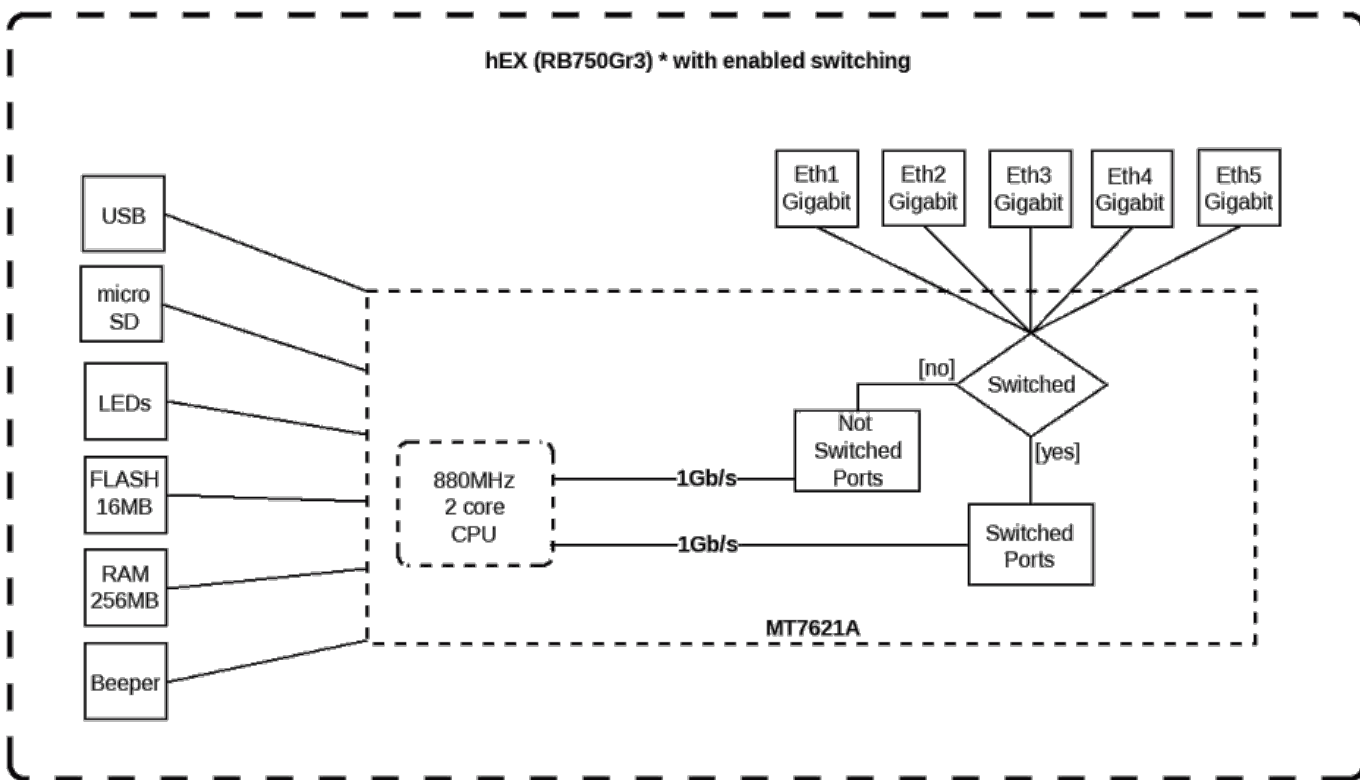 hEX (RB750Gr3) * with enabled switching
Eth1
Gigabit
Eth2
Gigabit
Eth3
Gigabit
Eth4
Gigabit
Eth5
Gigabit
USB
micro
SD
LEDs
FLASH
16MB
RAM
256MB
Beeper
[no]
Switched
[yes]
Not
Switched
Ports
880MHz
2 core
CPU
1Gb/s
1Gb/s
Switched
Ports
MT7621A